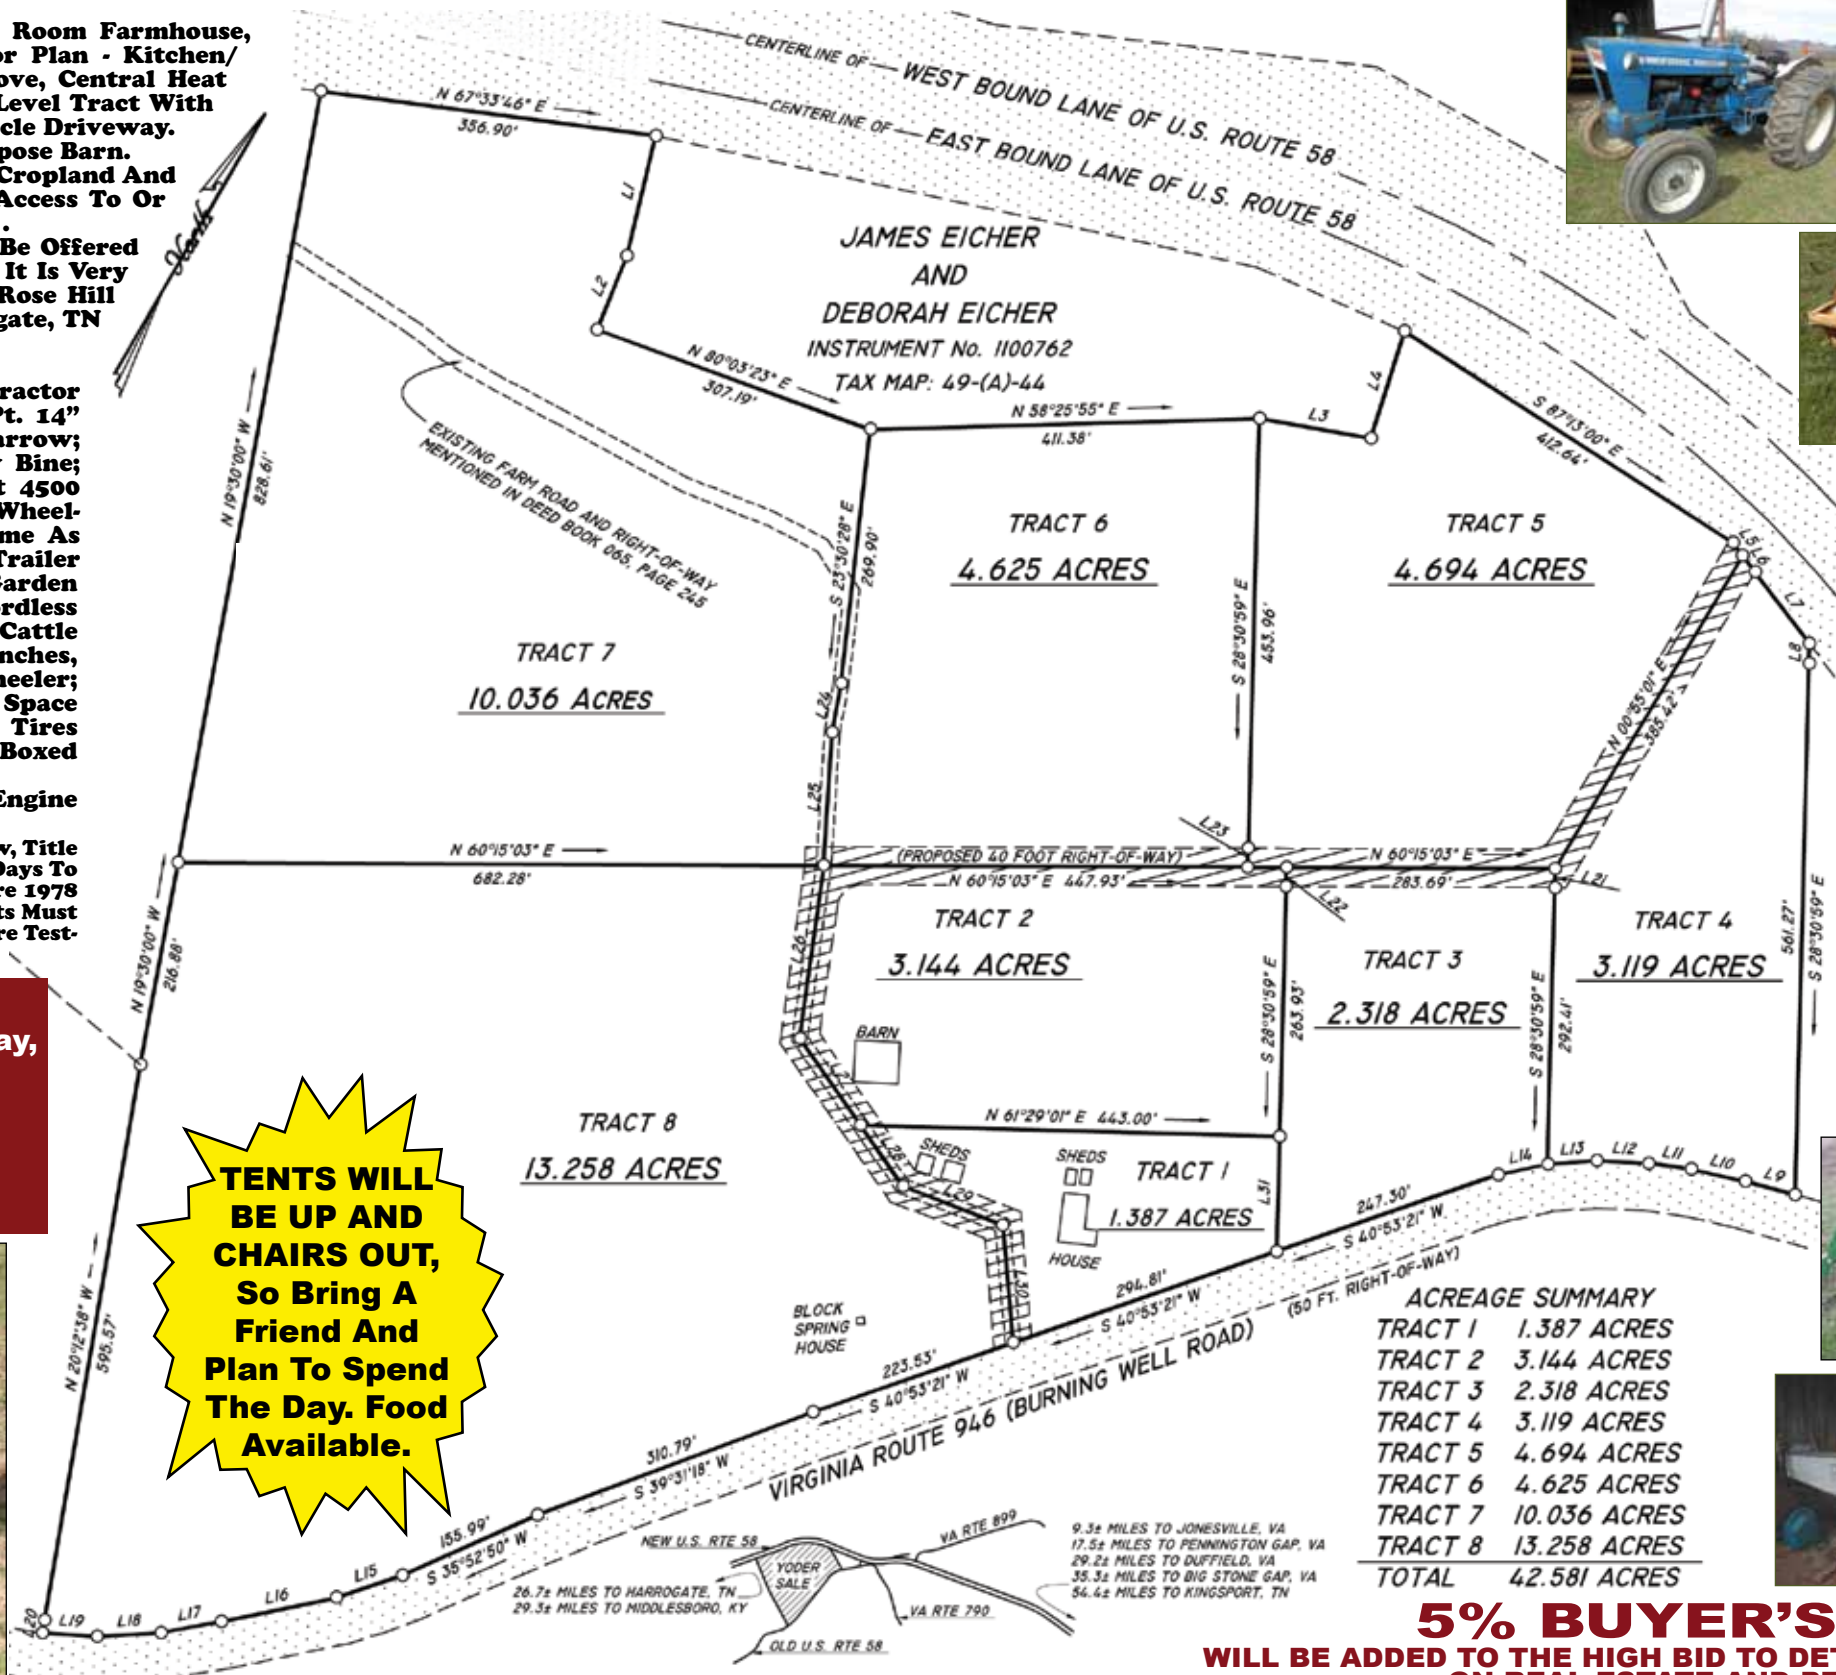 Room Farmhouse,
or Plan - Kitchen/
ove, Central Heat
Level Tract With
cle Driveway.
pose Barn.
Cropland And
Access To Or
.
Be Offered
It Is Very
Rose Hill
gate, TN
ractor
Pt. 14”
arrow;
Bine;
t 4500
Wheel-
me As
Trailer
Garden
ordless
Cattle
nches,
heeler;
Space
Tires
Boxed
Engine
v, Title
Days To
re 1978
ts Must
re Test-
ay,
North
CENTERLINE OF WEST BOUND LANE OF U.S. ROUTE 58
CENTERLINE OF EAST BOUND LANE OF U.S. ROUTE 58
N 67°33'46" E
356.90'
L1
L2
JAMES EICHER
AND
DEBORAH EICHER
INSTRUMENT No. 1100762
TAX MAP: 49-(A)-44
N 80°03'23" E
307.19'
N 58°25'55" E
411.38'
L3
L4
S 87°13'00" E
412.64'
L5
L6
L7
L8
EXISTING FARM ROAD AND RIGHT-OF-WAY
MENTIONED IN DEED BOOK 065, PAGE 245
N 19°30'00" W
828.61'
S 23°30'28" E
269.90'
L24
L25
TRACT 7
10.036 ACRES
TRACT 6
4.625 ACRES
S 28°30'59" E
453.96'
TRACT 5
4.694 ACRES
N 00°55'01" E
385.42'
N 60°15'03" E
682.28'
L23
(PROPOSED 40 FOOT RIGHT-OF-WAY)
N 60°15'03" E 447.93'
N 60°15'03" E
283.69'
L22
L21
TRACT 2
3.144 ACRES
TRACT 3
2.318 ACRES
TRACT 4
3.119 ACRES
S 28°30'59" E
263.93'
S 28°30'59" E
292.41'
561.27'
S 28°30'59" E
N 19°30'00" W
216.88'
L26
BARN
L27
N 61°29'01" E 443.00'
L28
SHEDS
L29
L30
SHEDS
HOUSE
TRACT 1
1.387 ACRES
L31
L14
L13
L12
L11
L10
L9
TRACT 8
13.258 ACRES
BLOCK
SPRING
HOUSE
N 20°12'38" W
595.57'
247.30'
S 40°53'21" W
294.81'
S 40°53'21" W
(50 FT. RIGHT-OF-WAY)
223.53'
S 40°53'21" W
310.79'
S 39°31'18" W
155.99'
S 35°52'50" W
L15
L16
L17
L18
L19
L20
VIRGINIA ROUTE 946 (BURNING WELL ROAD)
TENTS WILL
BE UP AND
CHAIRS OUT,
So Bring A
Friend And
Plan To Spend
The Day. Food
Available.
NEW U.S. RTE 58
YODER
SALE
VA RTE 899
VA RTE 790
OLD U.S. RTE 58
26.7± MILES TO HARROGATE, TN
29.3± MILES TO MIDDLESBORO, KY
9.3± MILES TO JONESVILLE, VA
17.5± MILES TO PENNINGTON GAP, VA
29.2± MILES TO DUFFIELD, VA
35.3± MILES TO BIG STONE GAP, VA
54.4± MILES TO KINGSPORT, TN
ACREAGE SUMMARY
TRACT 1 1.387 ACRES
TRACT 2 3.144 ACRES
TRACT 3 2.318 ACRES
TRACT 4 3.119 ACRES
TRACT 5 4.694 ACRES
TRACT 6 4.625 ACRES
TRACT 7 10.036 ACRES
TRACT 8 13.258 ACRES
TOTAL 42.581 ACRES
5% BUYER'S
WILL BE ADDED TO THE HIGH BID TO DET